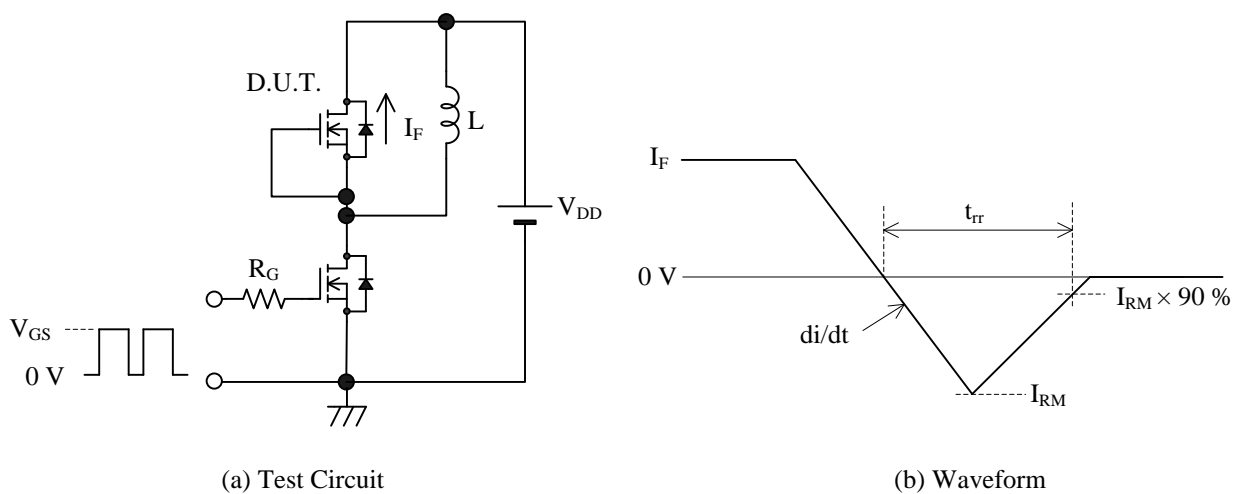 D.U.T.
I_F
L
V_DD
R_G
V_GS
0 V
(a) Test Circuit
I_F
t_rr
0 V
I_RM × 90 %
di/dt
I_RM
(b) Waveform